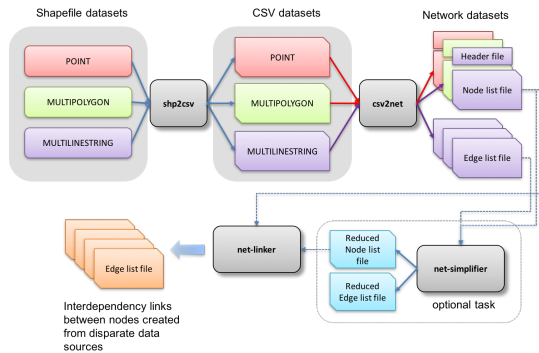 Shapefile datasets
CSV datasets
Network datasets
POINT
MULTIPOLYGON
MULTILINESTRING
shp2csv
POINT
MULTIPOLYGON
MULTILINESTRING
csv2net
Header file
Node list file
Edge list file
Edge list file
net-linker
Reduced
Node list
file
Reduced
Edge list file
net-simplifier
optional task
Interdependency links
between nodes created
from disparate data
sources